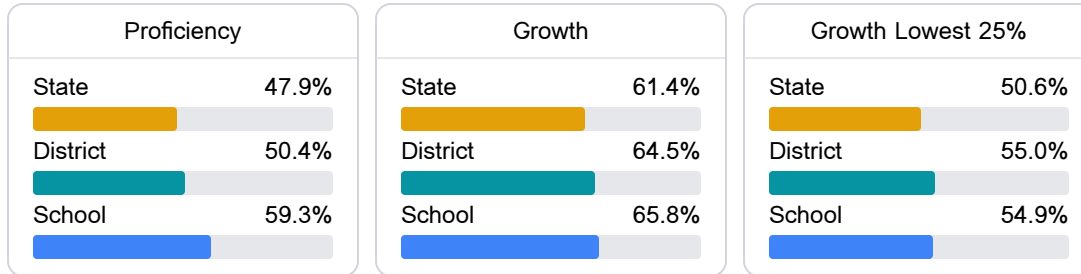 Proficiency
State 47.9%
District 50.4%
School 59.3%
Growth
State 61.4%
District 64.5%
School 65.8%
Growth Lowest 25%
State 50.6%
District 55.0%
School 54.9%